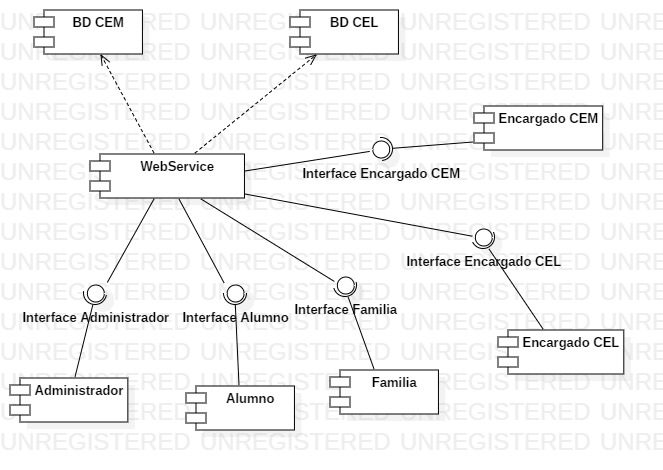 BD CEM
BD CEL
Encargado CEM
WebService
Interface Encargado CEM
Interface Encargado CEL
Interface Administrador
Interface Alumno
Interface Familia
Encargado CEL
Administrador
Alumno
Familia
UNREGISTERED